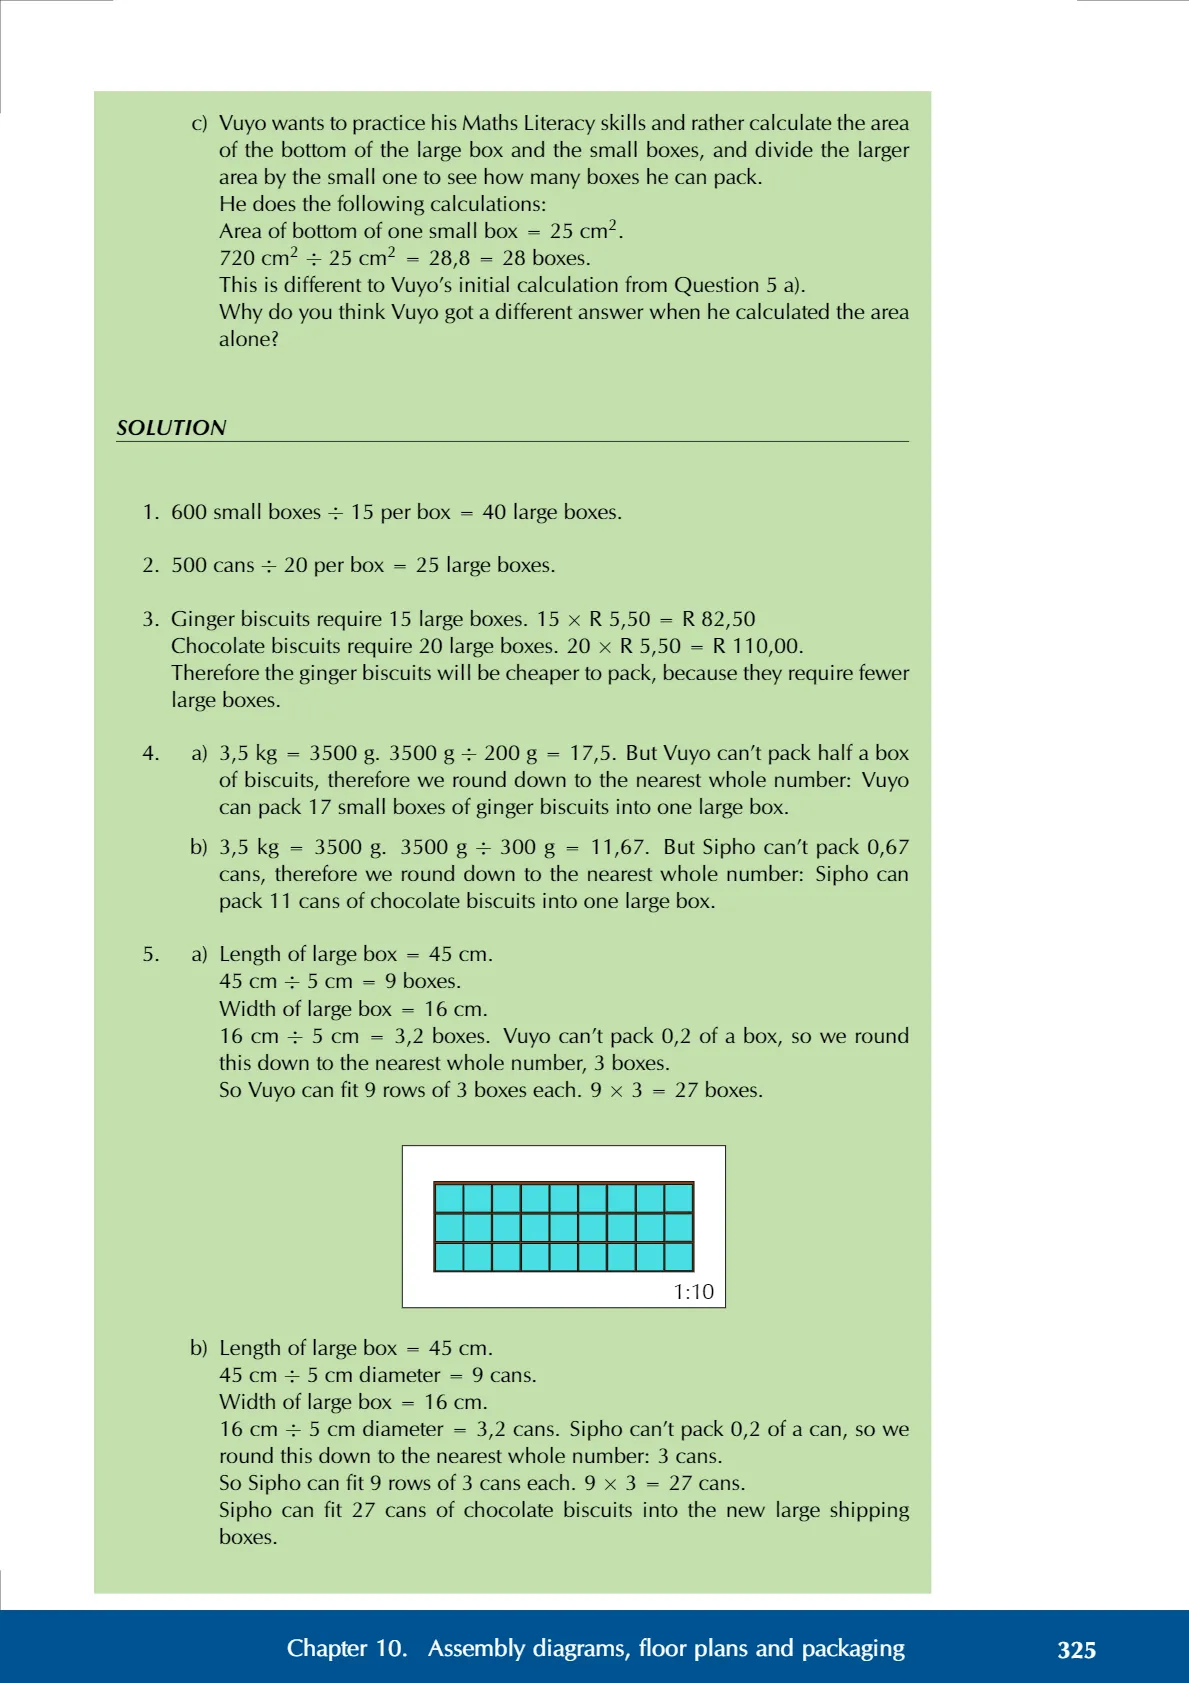 c) Vuyo wants to practice his Maths Literacy skills and rather calculate the area
of the bottom of the large box and the small boxes, and divide the larger
area by the small one to see how many boxes he can pack.
He does the following calculations:
Area of bottom of one small box = 25 cm².
720 cm² ÷ 25 cm² = 28,8 = 28 boxes.
This is different to Vuyo’s initial calculation from Question 5 a).
Why do you think Vuyo got a different answer when he calculated the area
alone?
SOLUTION
1. 600 small boxes ÷ 15 per box = 40 large boxes.
2. 500 cans ÷ 20 per box = 25 large boxes.
3. Ginger biscuits require 15 large boxes. 15 × R 5,50 = R 82,50
Chocolate biscuits require 20 large boxes. 20 × R 5,50 = R 110,00.
Therefore the ginger biscuits will be cheaper to pack, because they require fewer
large boxes.
4. a) 3,5 kg = 3500 g. 3500 g ÷ 200 g = 17,5. But Vuyo can’t pack half a box
of biscuits, therefore we round down to the nearest whole number: Vuyo
can pack 17 small boxes of ginger biscuits into one large box.
b) 3,5 kg = 3500 g. 3500 g ÷ 300 g = 11,67. But Sipho can’t pack 0,67
cans, therefore we round down to the nearest whole number: Sipho can
pack 11 cans of chocolate biscuits into one large box.
5. a) Length of large box = 45 cm.
45 cm ÷ 5 cm = 9 boxes.
Width of large box = 16 cm.
16 cm ÷ 5 cm = 3,2 boxes. Vuyo can’t pack 0,2 of a box, so we round
this down to the nearest whole number, 3 boxes.
So Vuyo can fit 9 rows of 3 boxes each. 9 × 3 = 27 boxes.
1:10
b) Length of large box = 45 cm.
45 cm ÷ 5 cm diameter = 9 cans.
Width of large box = 16 cm.
16 cm ÷ 5 cm diameter = 3,2 cans. Sipho can’t pack 0,2 of a can, so we
round this down to the nearest whole number: 3 cans.
So Sipho can fit 9 rows of 3 cans each. 9 × 3 = 27 cans.
Sipho can fit 27 cans of chocolate biscuits into the new large shipping
boxes.
Chapter 10. Assembly diagrams, floor plans and packaging 325